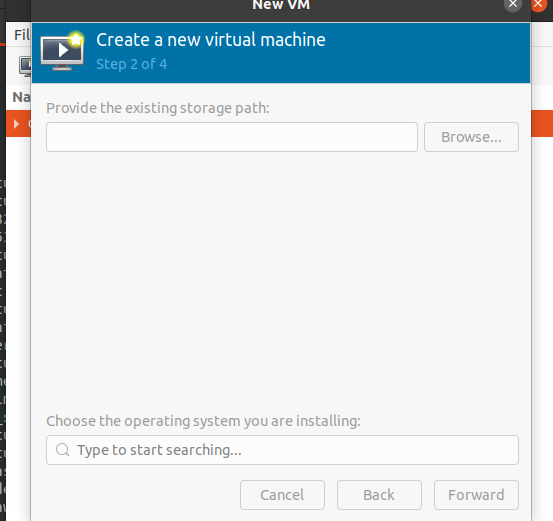 New VM
Fil
Create a new virtual machine
Step 2 of 4
Na
Provide the existing storage path:
Browse...
Choose the operating system you are installing:
Type to start searching...
Cancel Back Forward